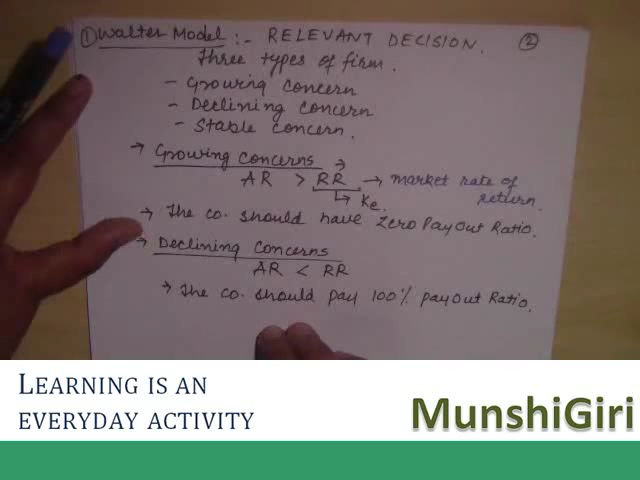 ① Walter Model :- RELEVANT DECISION. ②
Three types of firm.
- Growing Concern
- Declining Concern
- Stable Concern.
→ Growing Concerns →
AR > RR → market rate of
↳ Ke. return.
→ The co. should have Zero PayOut Ratio.
→ Declining Concerns
AR < RR
→ The co. should pay 100% payOut Ratio.
LEARNING IS AN
EVERYDAY ACTIVITY
MunshiGiri